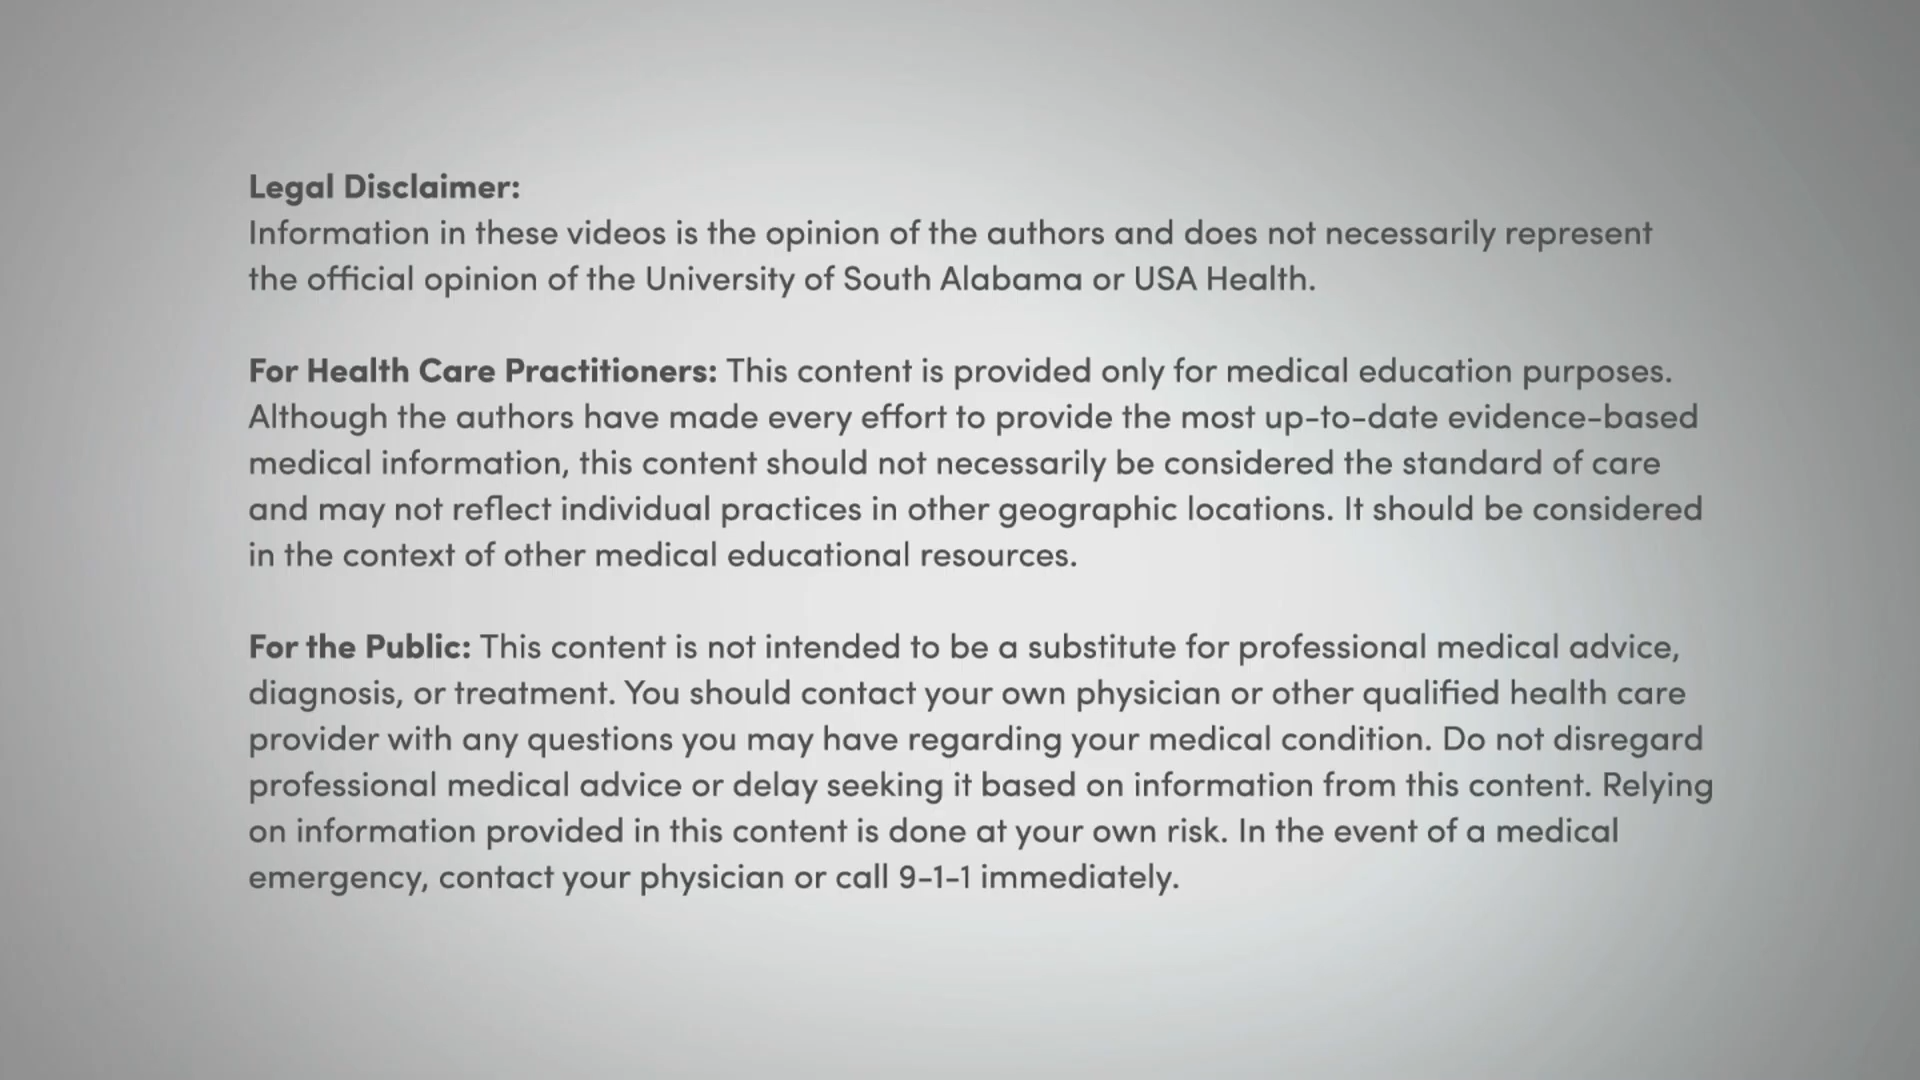 Legal Disclaimer:
Information in these videos is the opinion of the authors and does not necessarily represent
the official opinion of the University of South Alabama or USA Health.
For Health Care Practitioners: This content is provided only for medical education purposes.
Although the authors have made every effort to provide the most up-to-date evidence-based
medical information, this content should not necessarily be considered the standard of care
and may not reflect individual practices in other geographic locations. It should be considered
in the context of other medical educational resources.
For the Public: This content is not intended to be a substitute for professional medical advice,
diagnosis, or treatment. You should contact your own physician or other qualified health care
provider with any questions you may have regarding your medical condition. Do not disregard
professional medical advice or delay seeking it based on information from this content. Relying
on information provided in this content is done at your own risk. In the event of a medical
emergency, contact your physician or call 9-1-1 immediately.